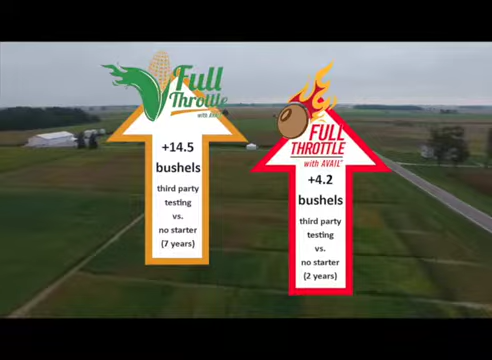 Full
Throttle
with AVAIL
+14.5
bushels
third party
testing
vs.
no starter
(7 years)
FULL
THROTTLE
with AVAIL®
+4.2
bushels
third party
testing
vs.
no starter
(2 years)